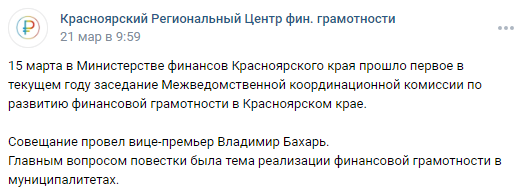 Красноярский Региональный Центр фин. грамотности
21 мар в 9:59
15 марта в Министерстве финансов Красноярского края прошло первое в
текущем году заседание Межведомственной координационной комиссии по
развитию финансовой грамотности в Красноярском крае.
Совещание провел вице-премьер Владимир Бахарь.
Главным вопросом повестки была тема реализации финансовой грамотности в
муниципалитетах.